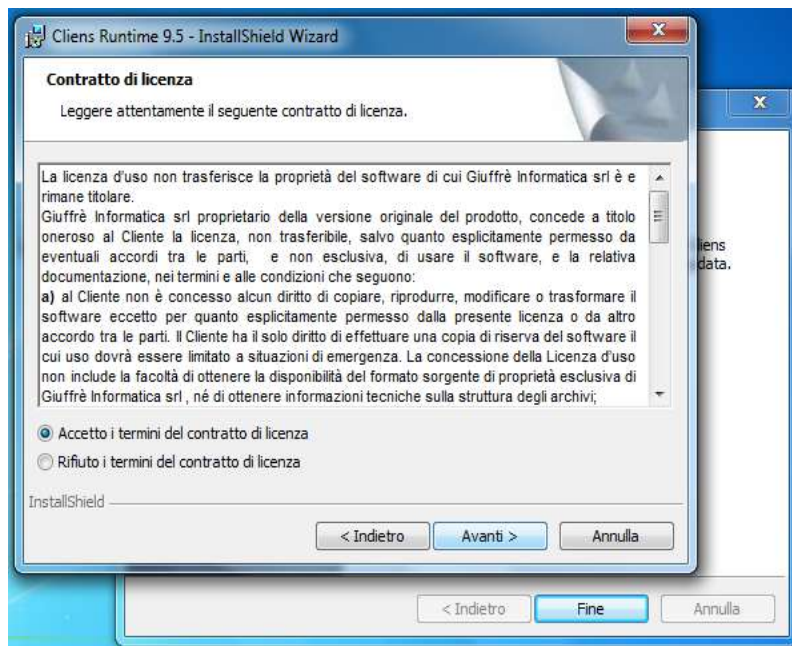 Cliens Runtime 9.5 - InstallShield Wizard
Contratto di licenza
Leggere attentamente il seguente contratto di licenza.
La licenza d'uso non trasferisce la proprietà del software di cui Giuffrè Informatica srl è e
rimane titolare.
Giuffrè Informatica srl proprietario della versione originale del prodotto, concede a titolo
oneroso al Cliente la licenza, non trasferibile, salvo quanto esplicitamente permesso da
eventuali accordi tra le parti, e non esclusiva, di usare il software, e la relativa
documentazione, nei termini e alle condizioni che seguono:
a) al Cliente non è concesso alcun diritto di copiare, riprodurre, modificare o trasformare il
software eccetto per quanto esplicitamente permesso dalla presente licenza o da altro
accordo tra le parti. Il Cliente ha il solo diritto di effettuare una copia di riserva del software il
cui uso dovrà essere limitato a situazioni di emergenza. La concessione della Licenza d'uso
non include la facoltà di ottenere la disponibilità del formato sorgente di proprietà esclusiva di
Giuffrè Informatica srl , né di ottenere informazioni tecniche sulla struttura degli archivi;
Accetto i termini del contratto di licenza
Rifiuto i termini del contratto di licenza
InstallShield
< Indietro Avanti > Annulla
liens
data.
< Indietro Fine Annulla